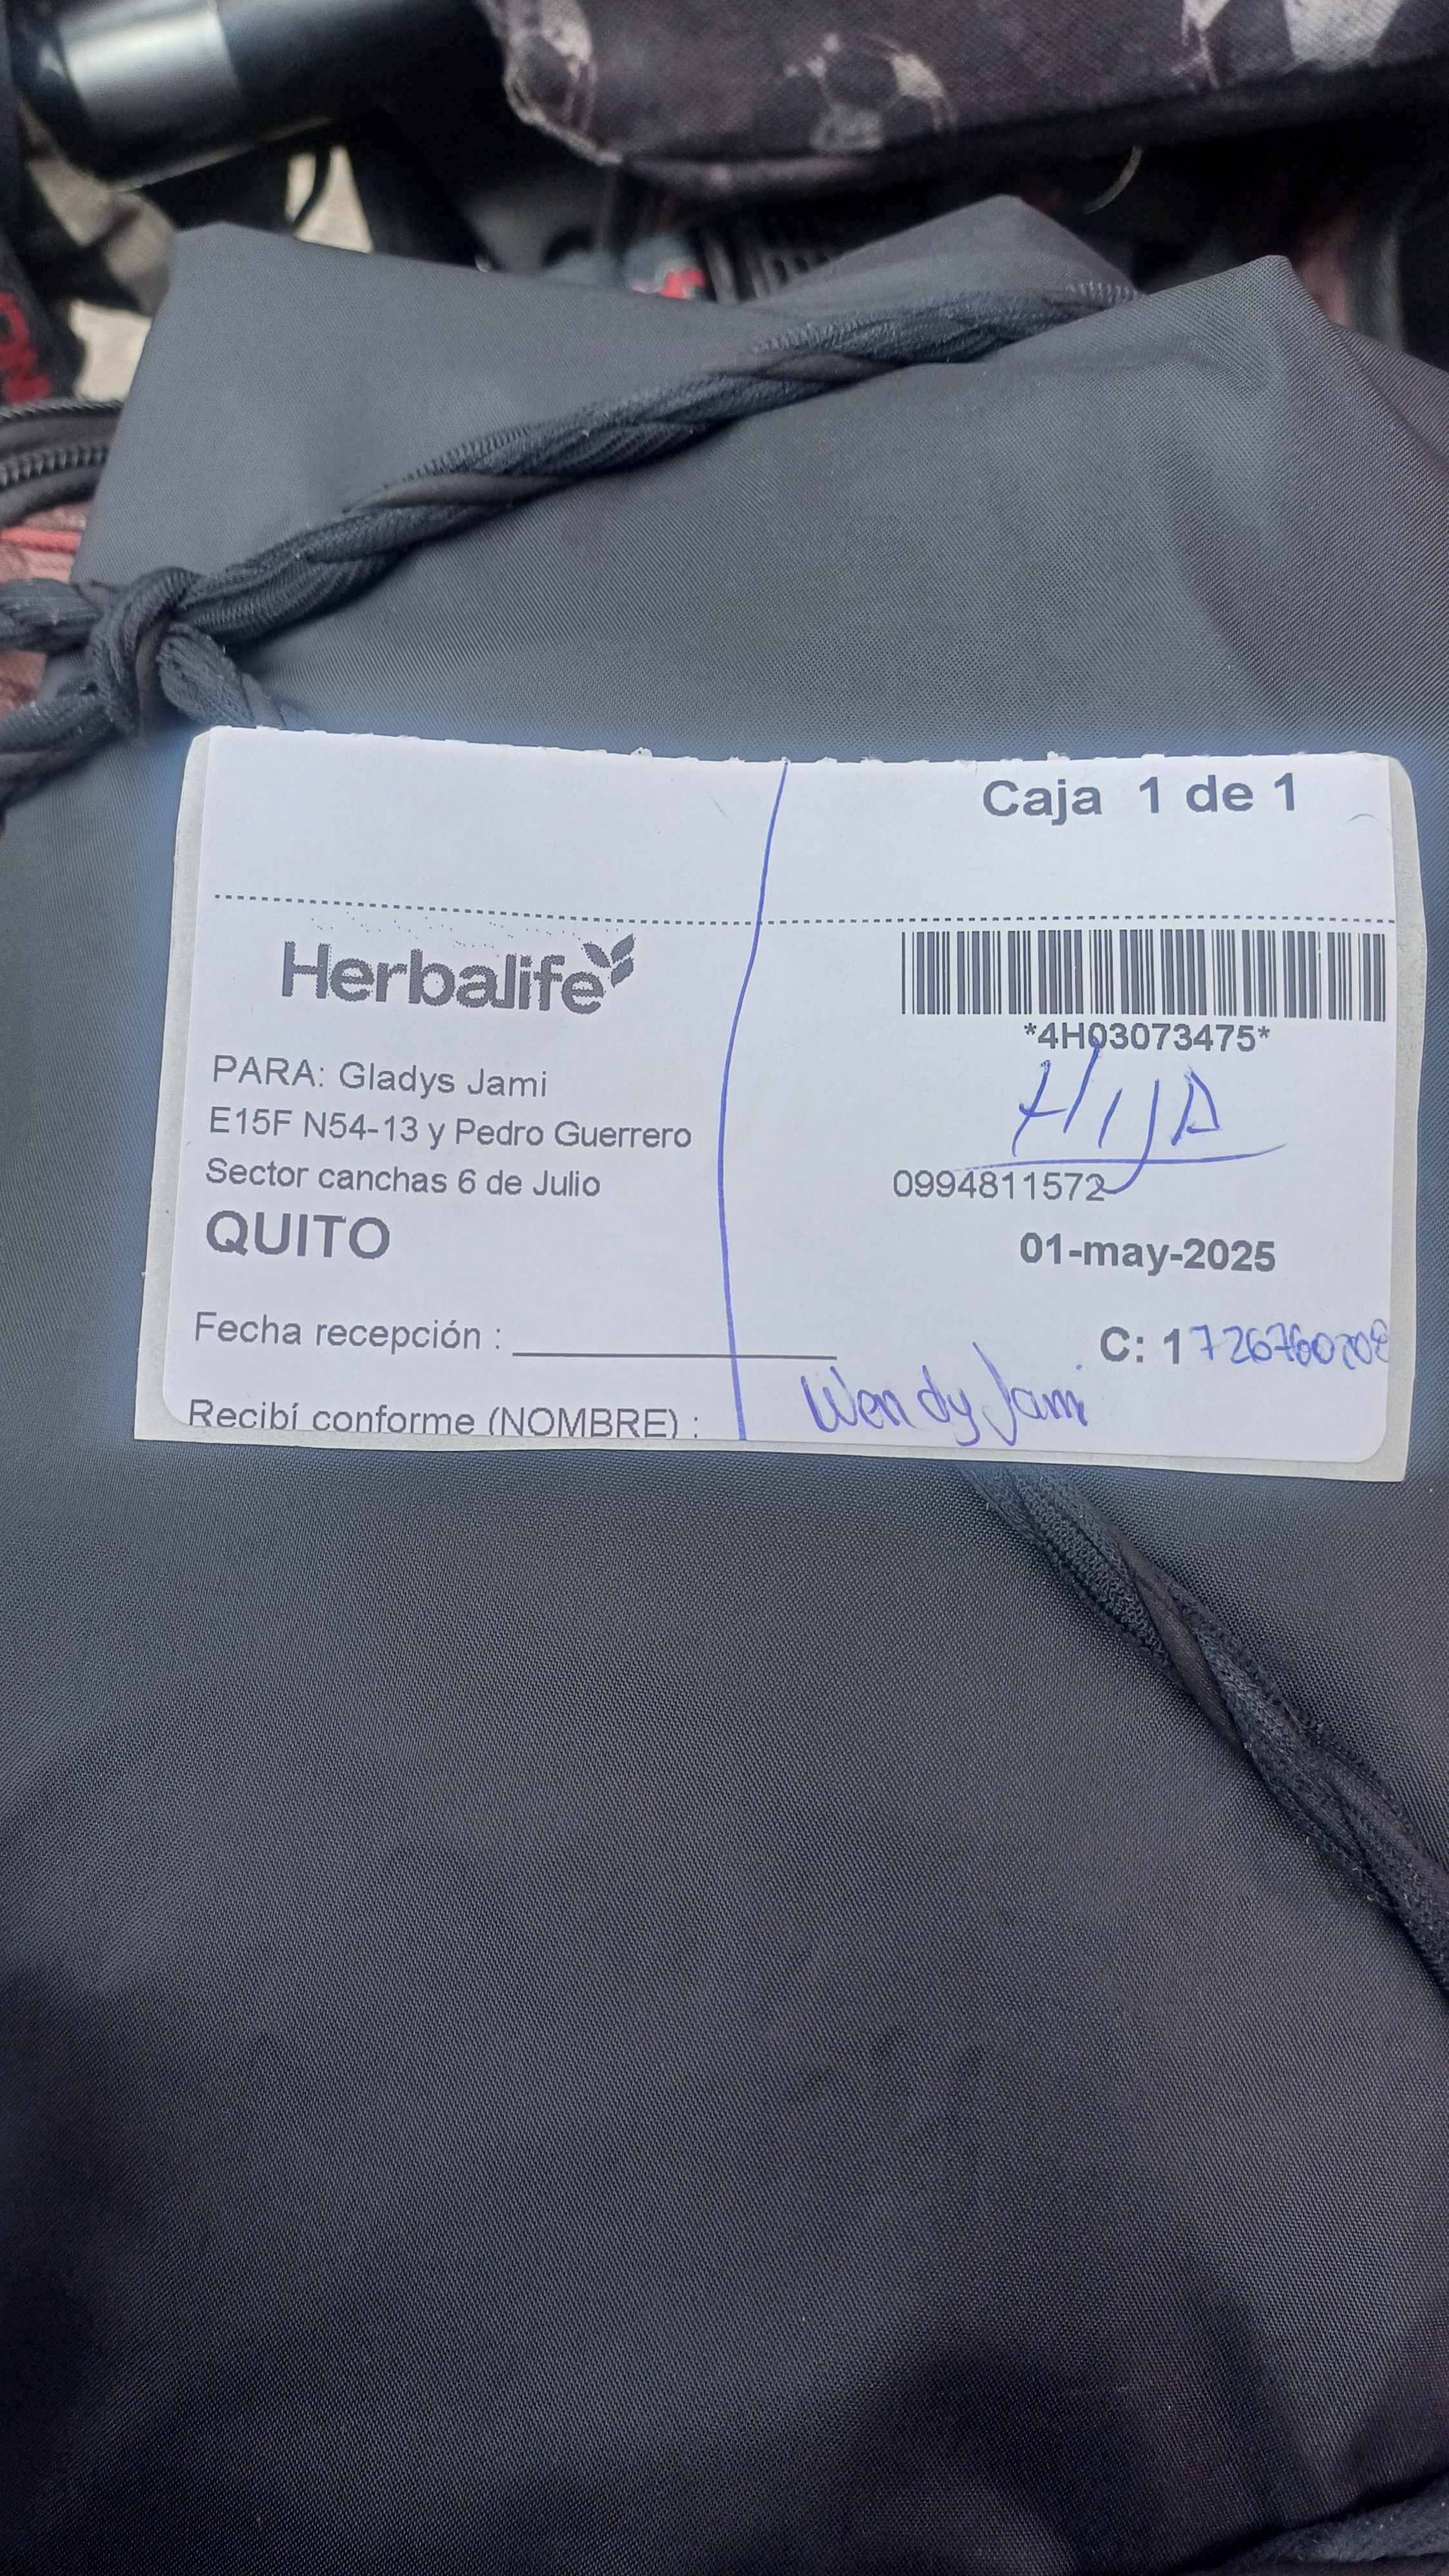 Caja 1 de 1
Herbalife
*4H03073475*
PARA: Gladys Jami
E15F N54-13 y Pedro Guerrero
HIJA
Sector canchas 6 de Julio
0994811572
QUITO
01-may-2025
Fecha recepción :
C: 1726760208
Recibí conforme (NOMBRE) : Wendy Jami